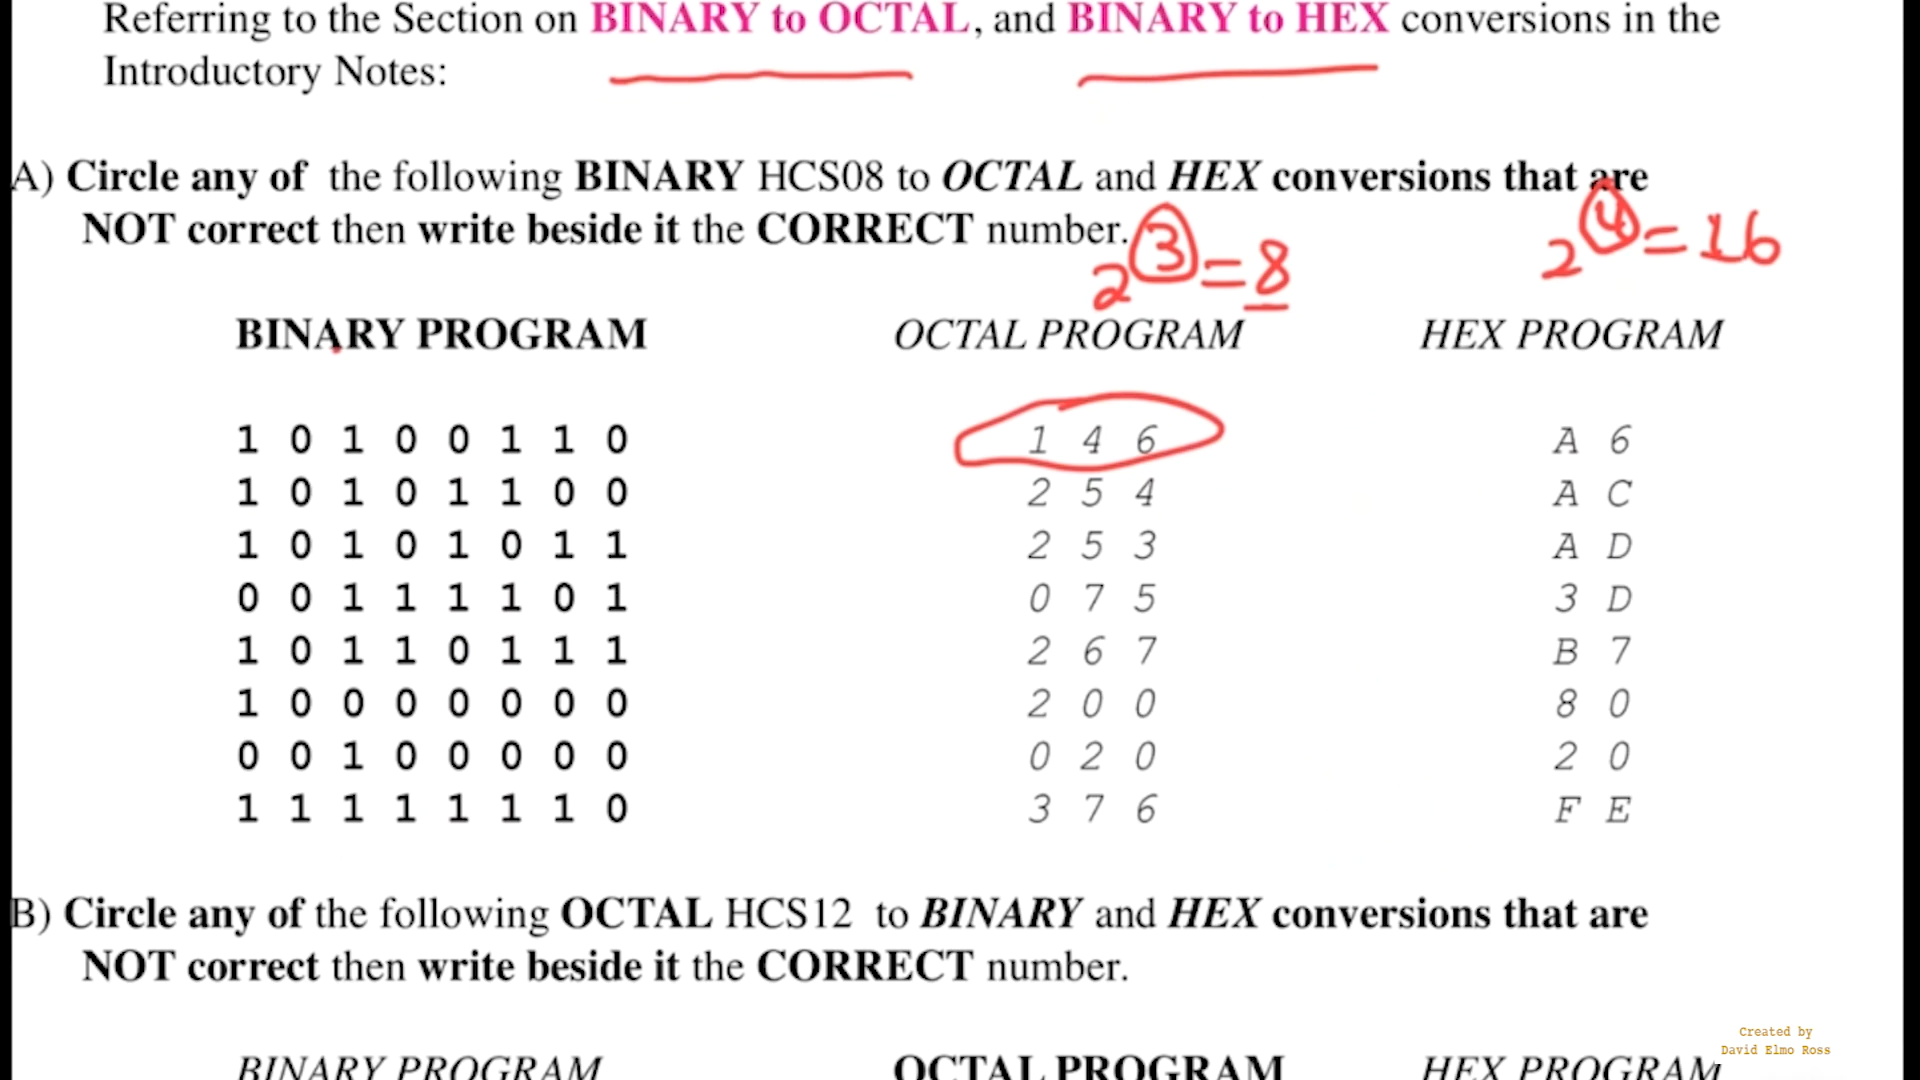 Referring to the Section on BINARY to OCTAL, and BINARY to HEX conversions in the
Introductory Notes:
A) Circle any of the following BINARY HCS08 to OCTAL and HEX conversions that are
NOT correct then write beside it the CORRECT number.
2^3=8 2^4=16
BINARY PROGRAM OCTAL PROGRAM HEX PROGRAM
1 0 1 0 0 1 1 0 1 4 6 A 6
1 0 1 0 1 1 0 0 2 5 4 A C
1 0 1 0 1 0 1 1 2 5 3 A D
0 0 1 1 1 1 0 1 0 7 5 3 D
1 0 1 1 0 1 1 1 2 6 7 B 7
1 0 0 0 0 0 0 0 2 0 0 8 0
0 0 1 0 0 0 0 0 0 2 0 2 0
1 1 1 1 1 1 1 0 3 7 6 F E
B) Circle any of the following OCTAL HCS12 to BINARY and HEX conversions that are
NOT correct then write beside it the CORRECT number.
Created by
David Elmo Ross
BINARY PROGRAM OCTAL PROGRAM HEX PROGRAM